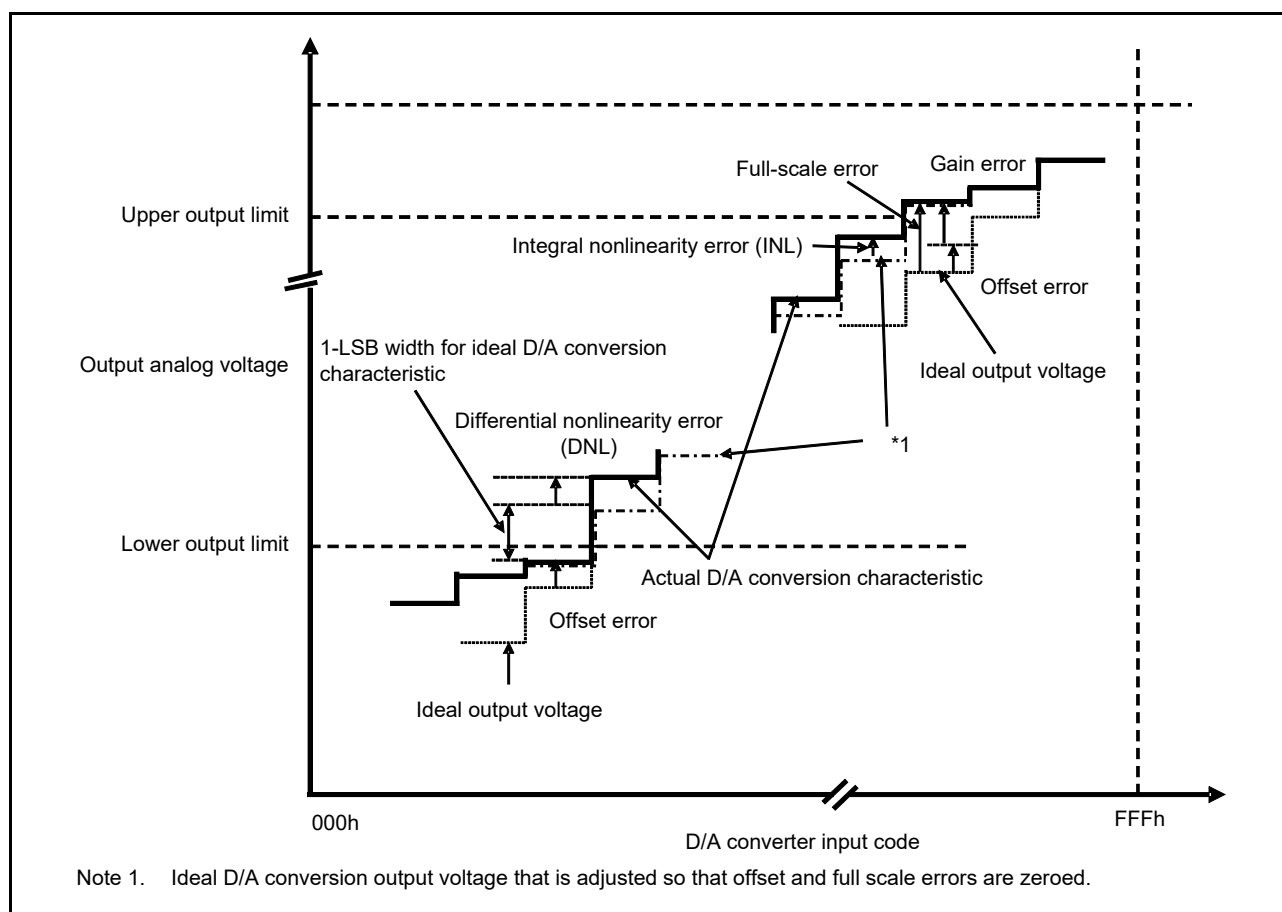 Full-scale error
Gain error
Upper output limit
Integral nonlinearity error (INL)
Offset error
1-LSB width for ideal D/A conversion
characteristic
Output analog voltage
Ideal output voltage
Differential nonlinearity error
(DNL)
*1
Lower output limit
Actual D/A conversion characteristic
Offset error
Ideal output voltage
000h
FFFh
D/A converter input code
Note 1. Ideal D/A conversion output voltage that is adjusted so that offset and full scale errors are zeroed.